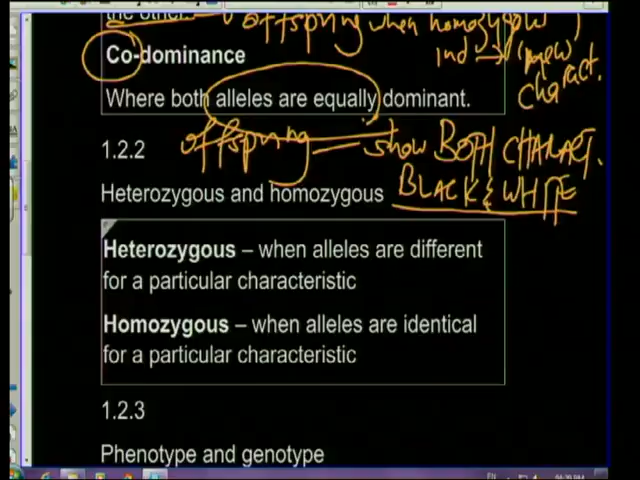 the other.
offspring when homozygous
ind → (new
charact.
Co-dominance
Where both alleles are equally dominant.
offspring show BOTH CHARACT.
1.2.2
Heterozygous and homozygous BLACK & WHITE
Heterozygous – when alleles are different
for a particular characteristic
Homozygous – when alleles are identical
for a particular characteristic
1.2.3
Phenotype and genotype